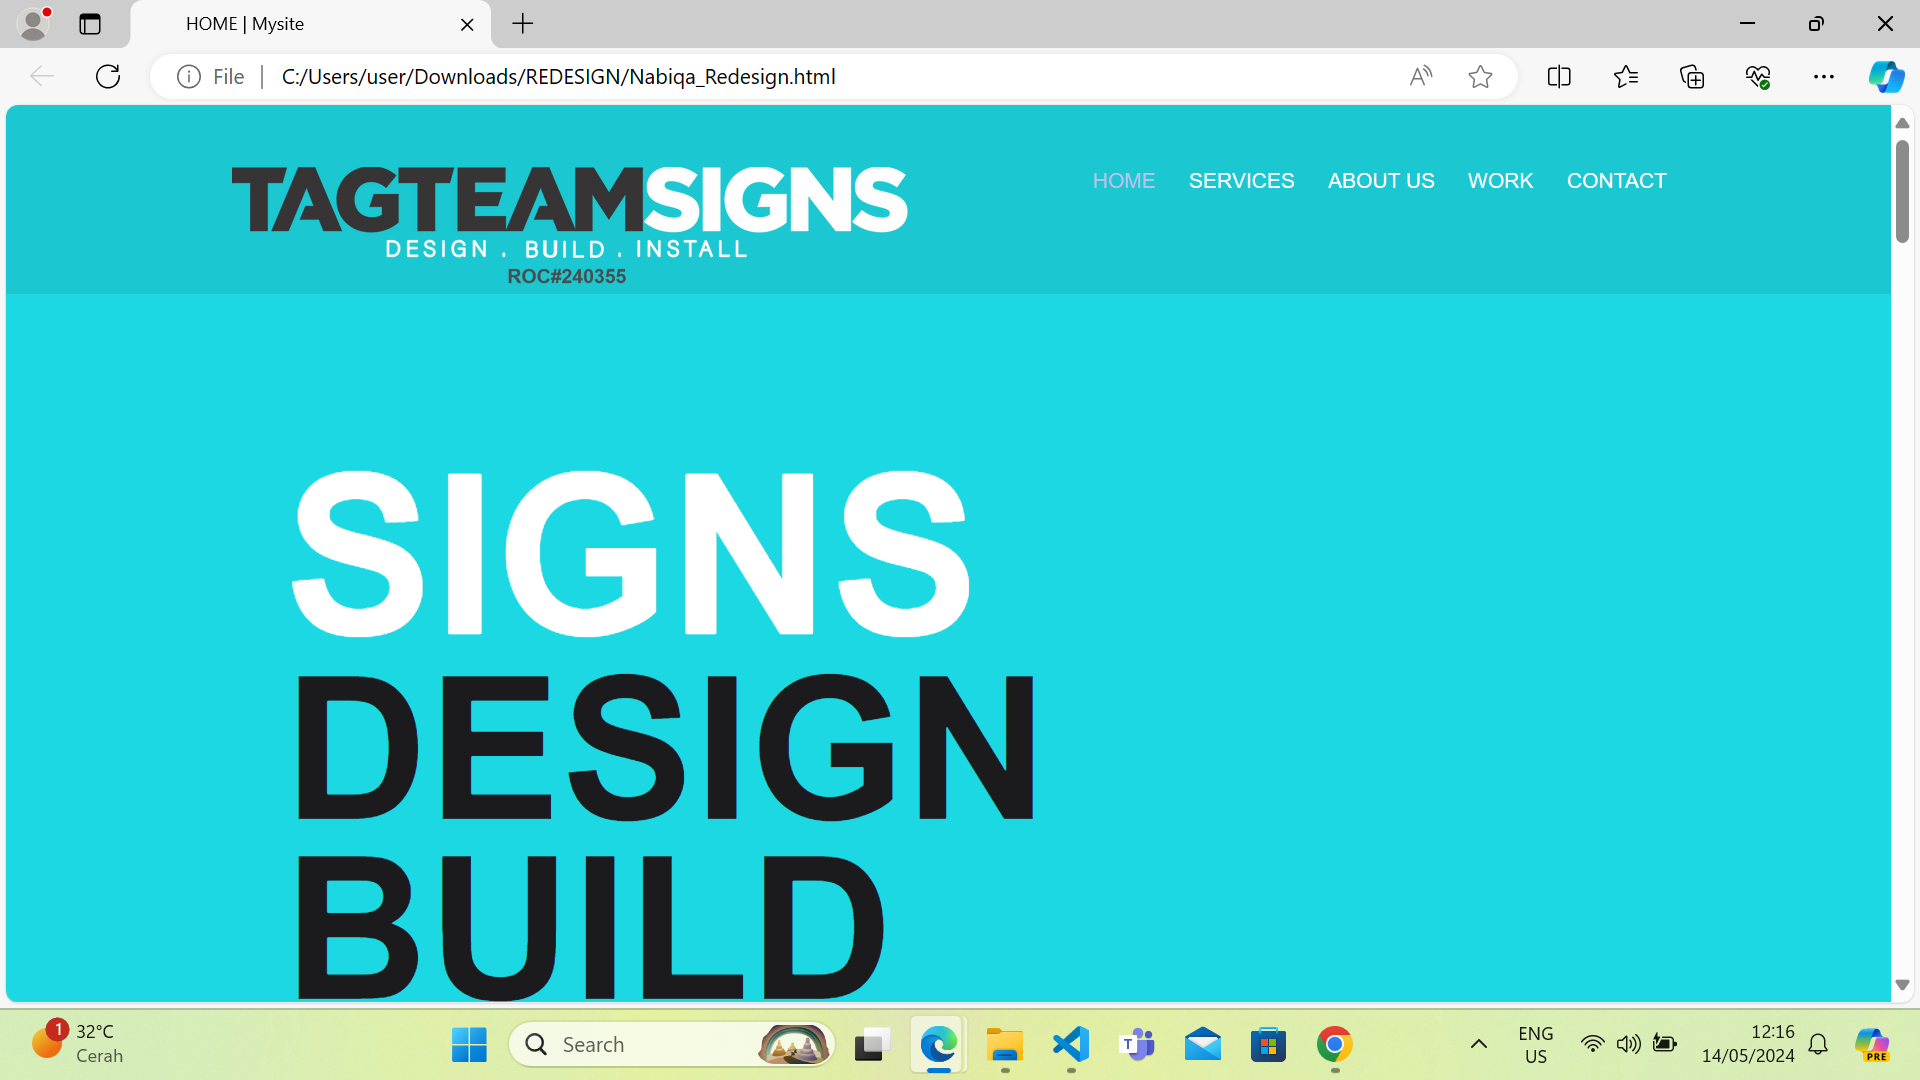 HOME | Mysite
File
C:/Users/user/Downloads/REDESIGN/Nabiqa_Redesign.html
TAGTEAMSIGNS
DESIGN . BUILD . INSTALL
ROC#240355
HOME SERVICES ABOUT US WORK CONTACT
SIGNS
DESIGN
BUILD
1
32°C
Cerah
Search
T
ENG
US
12:16
14/05/2024
PRE